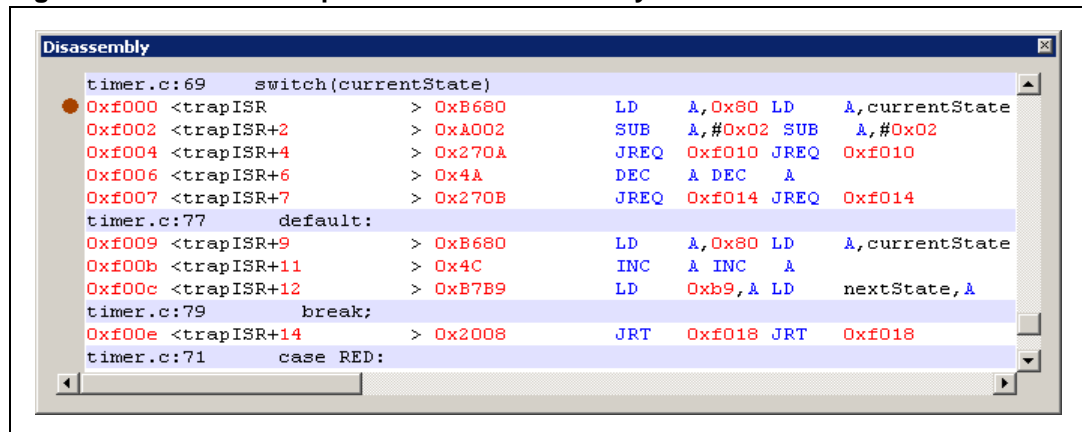 Disassembly
timer.c:69 switch(currentState)
0xf000 <trapISR > 0xB680 LD A,0x80 LD A,currentState
0xf002 <trapISR+2 > 0xA002 SUB A,#0x02 SUB A,#0x02
0xf004 <trapISR+4 > 0x270A JREQ 0xf010 JREQ 0xf010
0xf006 <trapISR+6 > 0x4A DEC A DEC A
0xf007 <trapISR+7 > 0x270B JREQ 0xf014 JREQ 0xf014
timer.c:77 default:
0xf009 <trapISR+9 > 0xB680 LD A,0x80 LD A,currentState
0xf00b <trapISR+11 > 0x4C INC A INC A
0xf00c <trapISR+12 > 0xB7B9 LD 0xb9,A LD nextState,A
timer.c:79 break;
0xf00e <trapISR+14 > 0x2008 JRT 0xf018 JRT 0xf018
timer.c:71 case RED: